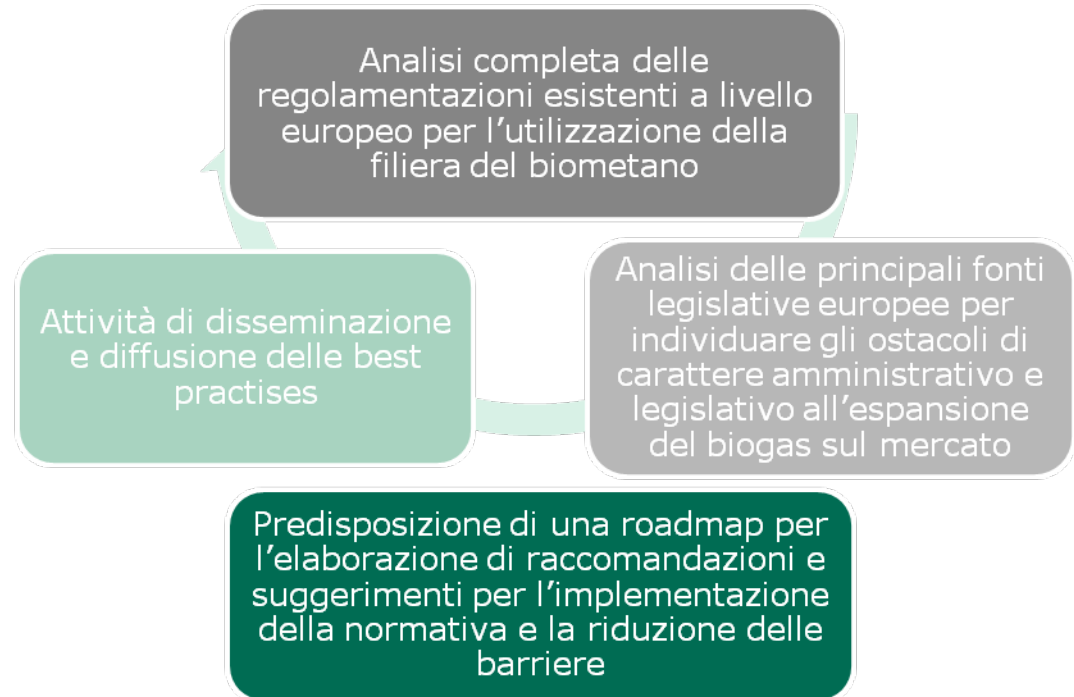 Analisi completa delle
regolamentazioni esistenti a livello
europeo per l'utilizzazione della
filiera del biometano
Attività di disseminazione
e diffusione delle best
practises
Analisi delle principali fonti
legislative europee per
individuare gli ostacoli di
carattere amministrativo e
legislativo all'espansione
del biogas sul mercato
Predisposizione di una roadmap per
l'elaborazione di raccomandazioni e
suggerimenti per l'implementazione
della normativa e la riduzione delle
barriere